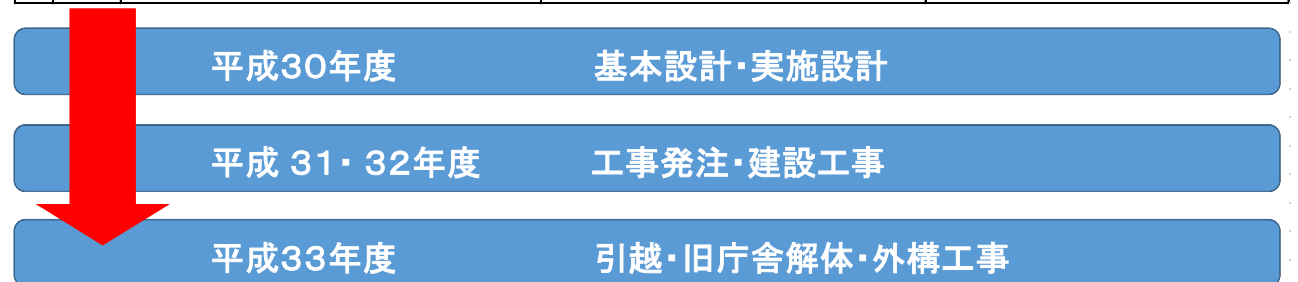 平成３０年度 基本設計・実施設計
平成 ３１・ ３２年度 工事発注・建設工事
平成３３年度 引越・旧庁舎解体・外構工事